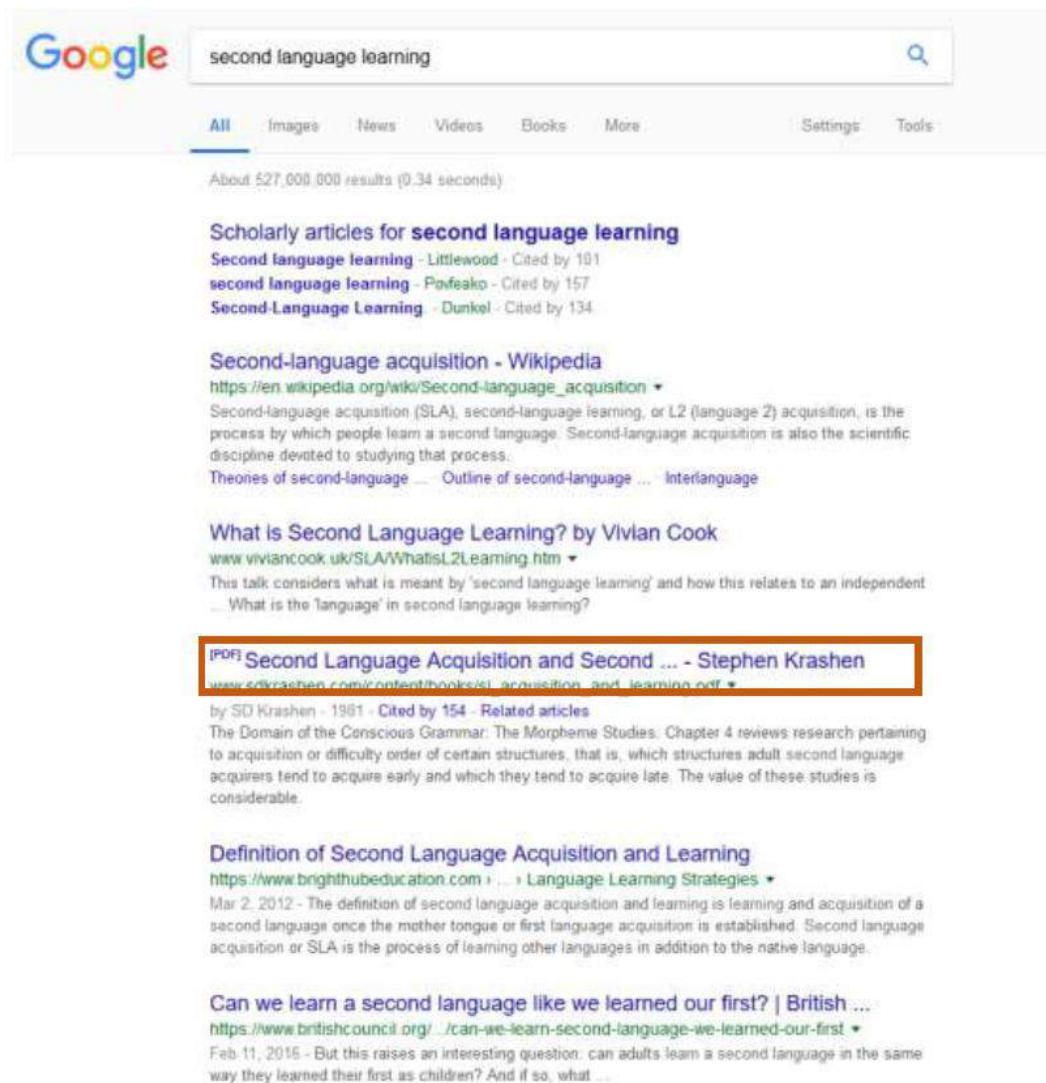 Google second language learning
All Images News Videos Books More Settings Tools
About 527,000,000 results (0.34 seconds)
Scholarly articles for second language learning
Second language learning - Littlewood - Cited by 101
second language learning - Povfeako - Cited by 157
Second-Language Learning. - Dunkel - Cited by 134
Second-language acquisition - Wikipedia
https://en.wikipedia.org/wiki/Second-language_acquisition
Second-language acquisition (SLA), second-language learning, or L2 (language 2) acquisition, is the
process by which people learn a second language. Second-language acquisition is also the scientific
discipline devoted to studying that process.
Theories of second-language ... Outline of second-language ... Interlanguage
What is Second Language Learning? by Vivian Cook
www.viviancook.uk/SLA/WhatisL2Learning.htm
This talk considers what is meant by 'second language learning' and how this relates to an independent
... What is the 'language' in second language learning?
[PDF] Second Language Acquisition and Second ... - Stephen Krashen
www.sdkrashen.com/content/books/sl_acquisition_and_learning.pdf
by SD Krashen - 1981 - Cited by 154 - Related articles
The Domain of the Conscious Grammar: The Morpheme Studies. Chapter 4 reviews research pertaining
to acquisition or difficulty order of certain structures, that is, which structures adult second language
acquirers tend to acquire early and which they tend to acquire late. The value of these studies is
considerable.
Definition of Second Language Acquisition and Learning
https://www.brighthubeducation.com › ... › Language Learning Strategies
Mar 2, 2012 - The definition of second language acquisition and learning is learning and acquisition of a
second language once the mother tongue or first language acquisition is established. Second language
acquisition or SLA is the process of learning other languages in addition to the native language.
Can we learn a second language like we learned our first? | British ...
https://www.britishcouncil.org/.../can-we-learn-second-language-we-learned-our-first
Feb 11, 2016 - But this raises an interesting question: can adults learn a second language in the same
way they learned their first as children? And if so, what ...